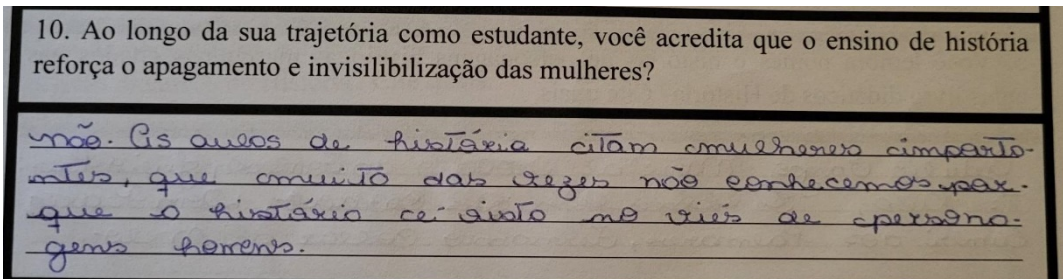 10. Ao longo da sua trajetória como estudante, você acredita que o ensino de história
reforça o apagamento e invisilibilização das mulheres?
não. As aulas de história citam mulheres importa-
ntes, que muito das vezes não conhecemos, por-
que a história é visto no viés de persona-
gens homens.